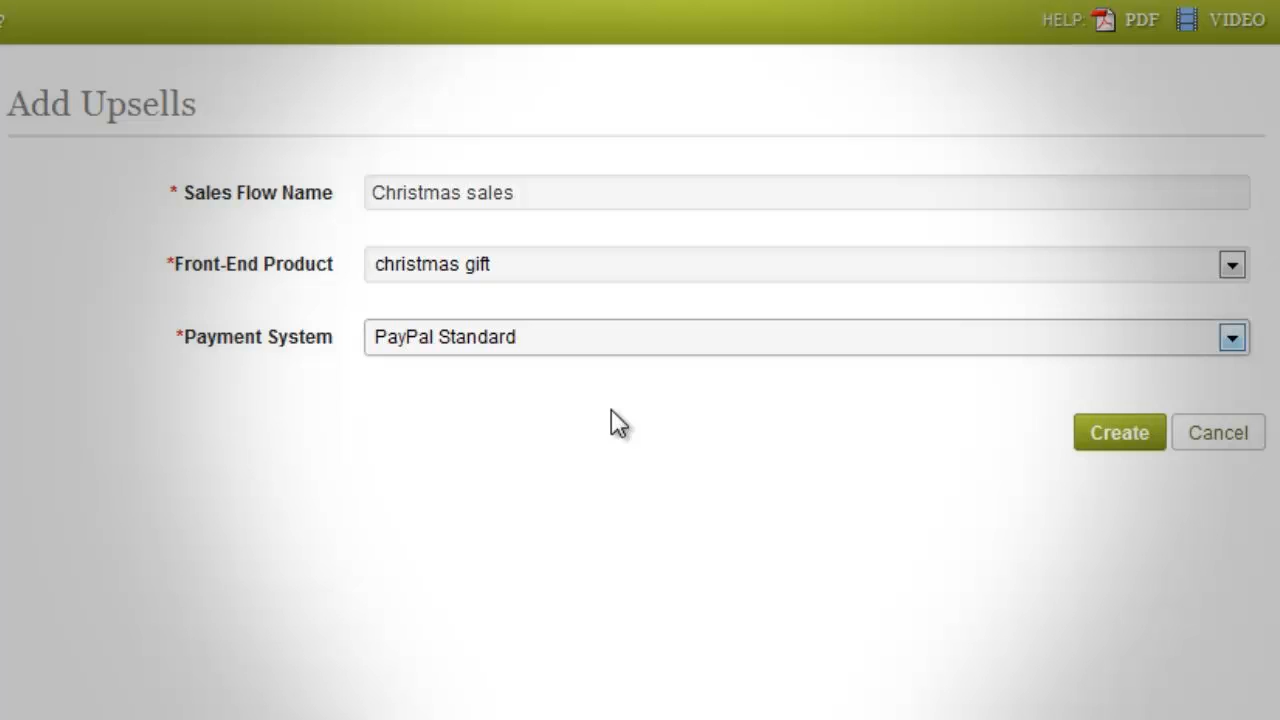 ? HELP: PDF VIDEO
Add Upsells
* Sales Flow Name Christmas sales
*Front-End Product christmas gift
*Payment System PayPal Standard
Create Cancel